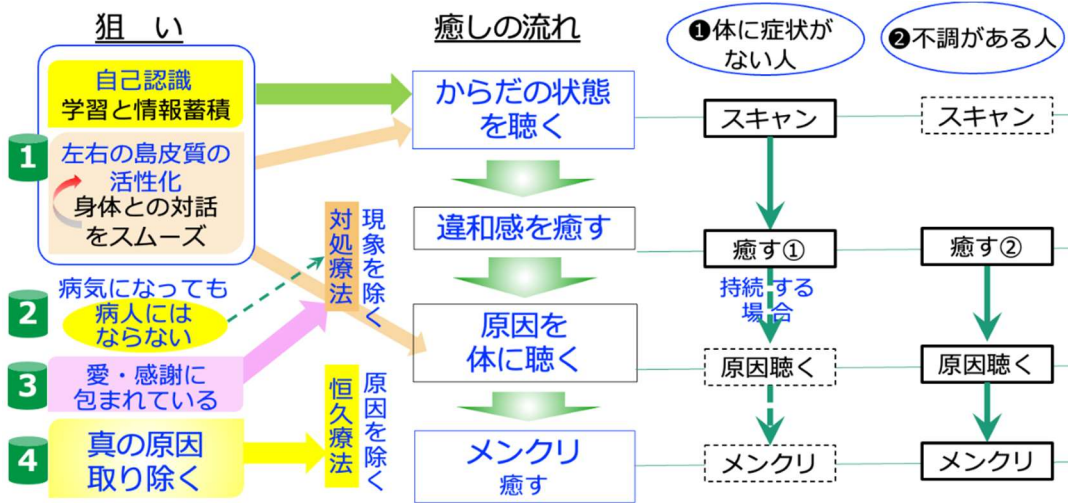 狙 い
1
自己認識
学習と情報蓄積
左右の島皮質の
活性化
身体との対話
をスムーズ
2
病気になっても
病人には
ならない
3
愛・感謝に
包まれている
4
真の原因
取り除く
対処療法
現象を除く
恒久療法
原因を除く
癒しの流れ
からだの状態
を聴く
違和感を癒す
原因を
体に聴く
メンクリ
癒す
❶体に症状が
ない人
スキャン
癒す①
持続する
場合
原因聴く
メンクリ
❷不調がある人
スキャン
癒す②
原因聴く
メンクリ